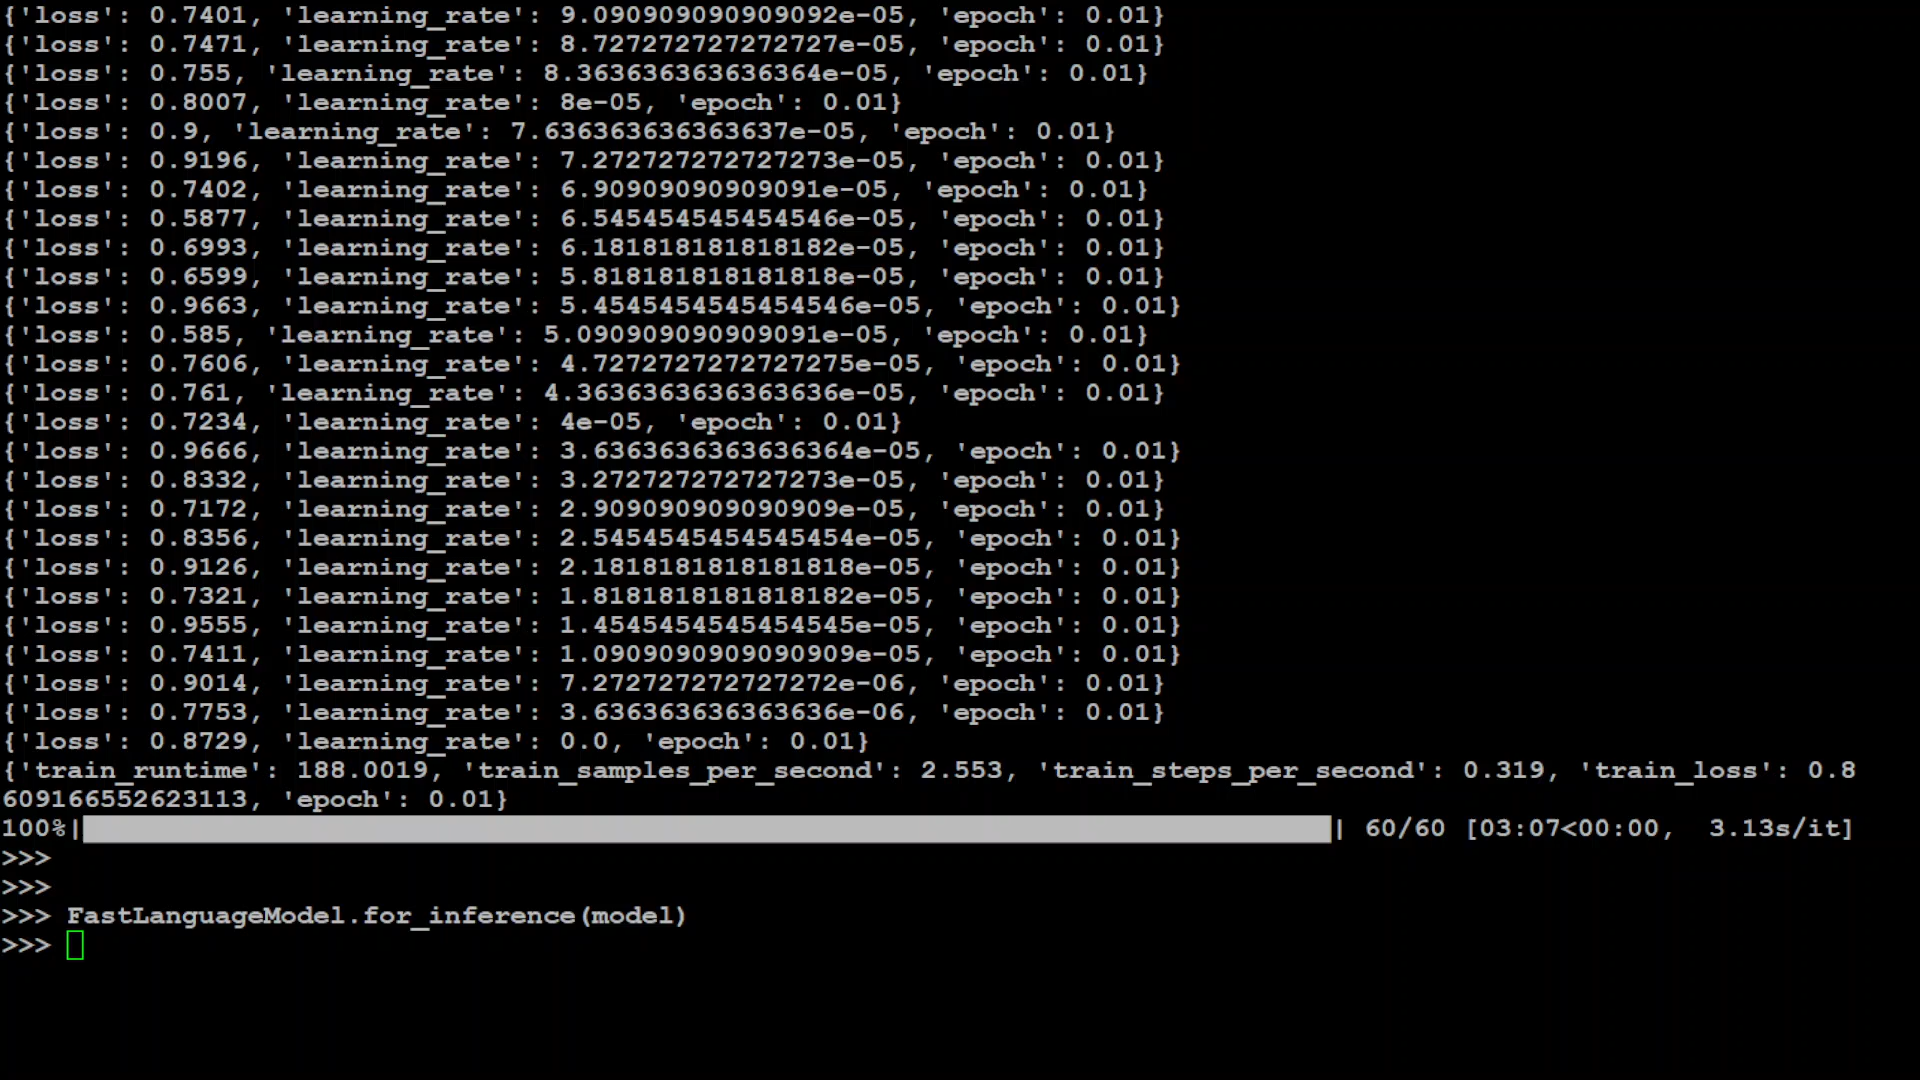 {'loss': 0.7401, 'learning_rate': 9.090909090909092e-05, 'epoch': 0.01}
{'loss': 0.7471, 'learning_rate': 8.727272727272727e-05, 'epoch': 0.01}
{'loss': 0.755, 'learning_rate': 8.363636363636364e-05, 'epoch': 0.01}
{'loss': 0.8007, 'learning_rate': 8e-05, 'epoch': 0.01}
{'loss': 0.9, 'learning_rate': 7.636363636363637e-05, 'epoch': 0.01}
{'loss': 0.9196, 'learning_rate': 7.272727272727273e-05, 'epoch': 0.01}
{'loss': 0.7402, 'learning_rate': 6.90909090909091e-05, 'epoch': 0.01}
{'loss': 0.5877, 'learning_rate': 6.545454545454546e-05, 'epoch': 0.01}
{'loss': 0.6993, 'learning_rate': 6.181818181818182e-05, 'epoch': 0.01}
{'loss': 0.6599, 'learning_rate': 5.818181818181818e-05, 'epoch': 0.01}
{'loss': 0.9663, 'learning_rate': 5.4545454545454546e-05, 'epoch': 0.01}
{'loss': 0.585, 'learning_rate': 5.090909090909091e-05, 'epoch': 0.01}
{'loss': 0.7606, 'learning_rate': 4.7272727272727275e-05, 'epoch': 0.01}
{'loss': 0.761, 'learning_rate': 4.3636363636363636e-05, 'epoch': 0.01}
{'loss': 0.7234, 'learning_rate': 4e-05, 'epoch': 0.01}
{'loss': 0.9666, 'learning_rate': 3.6363636363636364e-05, 'epoch': 0.01}
{'loss': 0.8332, 'learning_rate': 3.272727272727273e-05, 'epoch': 0.01}
{'loss': 0.7172, 'learning_rate': 2.909090909090909e-05, 'epoch': 0.01}
{'loss': 0.8356, 'learning_rate': 2.5454545454545454e-05, 'epoch': 0.01}
{'loss': 0.9126, 'learning_rate': 2.1818181818181818e-05, 'epoch': 0.01}
{'loss': 0.7321, 'learning_rate': 1.8181818181818182e-05, 'epoch': 0.01}
{'loss': 0.9555, 'learning_rate': 1.4545454545454545e-05, 'epoch': 0.01}
{'loss': 0.7411, 'learning_rate': 1.0909090909090909e-05, 'epoch': 0.01}
{'loss': 0.9014, 'learning_rate': 7.272727272727272e-06, 'epoch': 0.01}
{'loss': 0.7753, 'learning_rate': 3.636363636363636e-06, 'epoch': 0.01}
{'loss': 0.8729, 'learning_rate': 0.0, 'epoch': 0.01}
{'train_runtime': 188.0019, 'train_samples_per_second': 2.553, 'train_steps_per_second': 0.319, 'train_loss': 0.8
609166552623113, 'epoch': 0.01}
100%|| 60/60 [03:07<00:00,  3.13s/it]
>>>
>>>
>>> FastLanguageModel.for_inference(model)
>>>